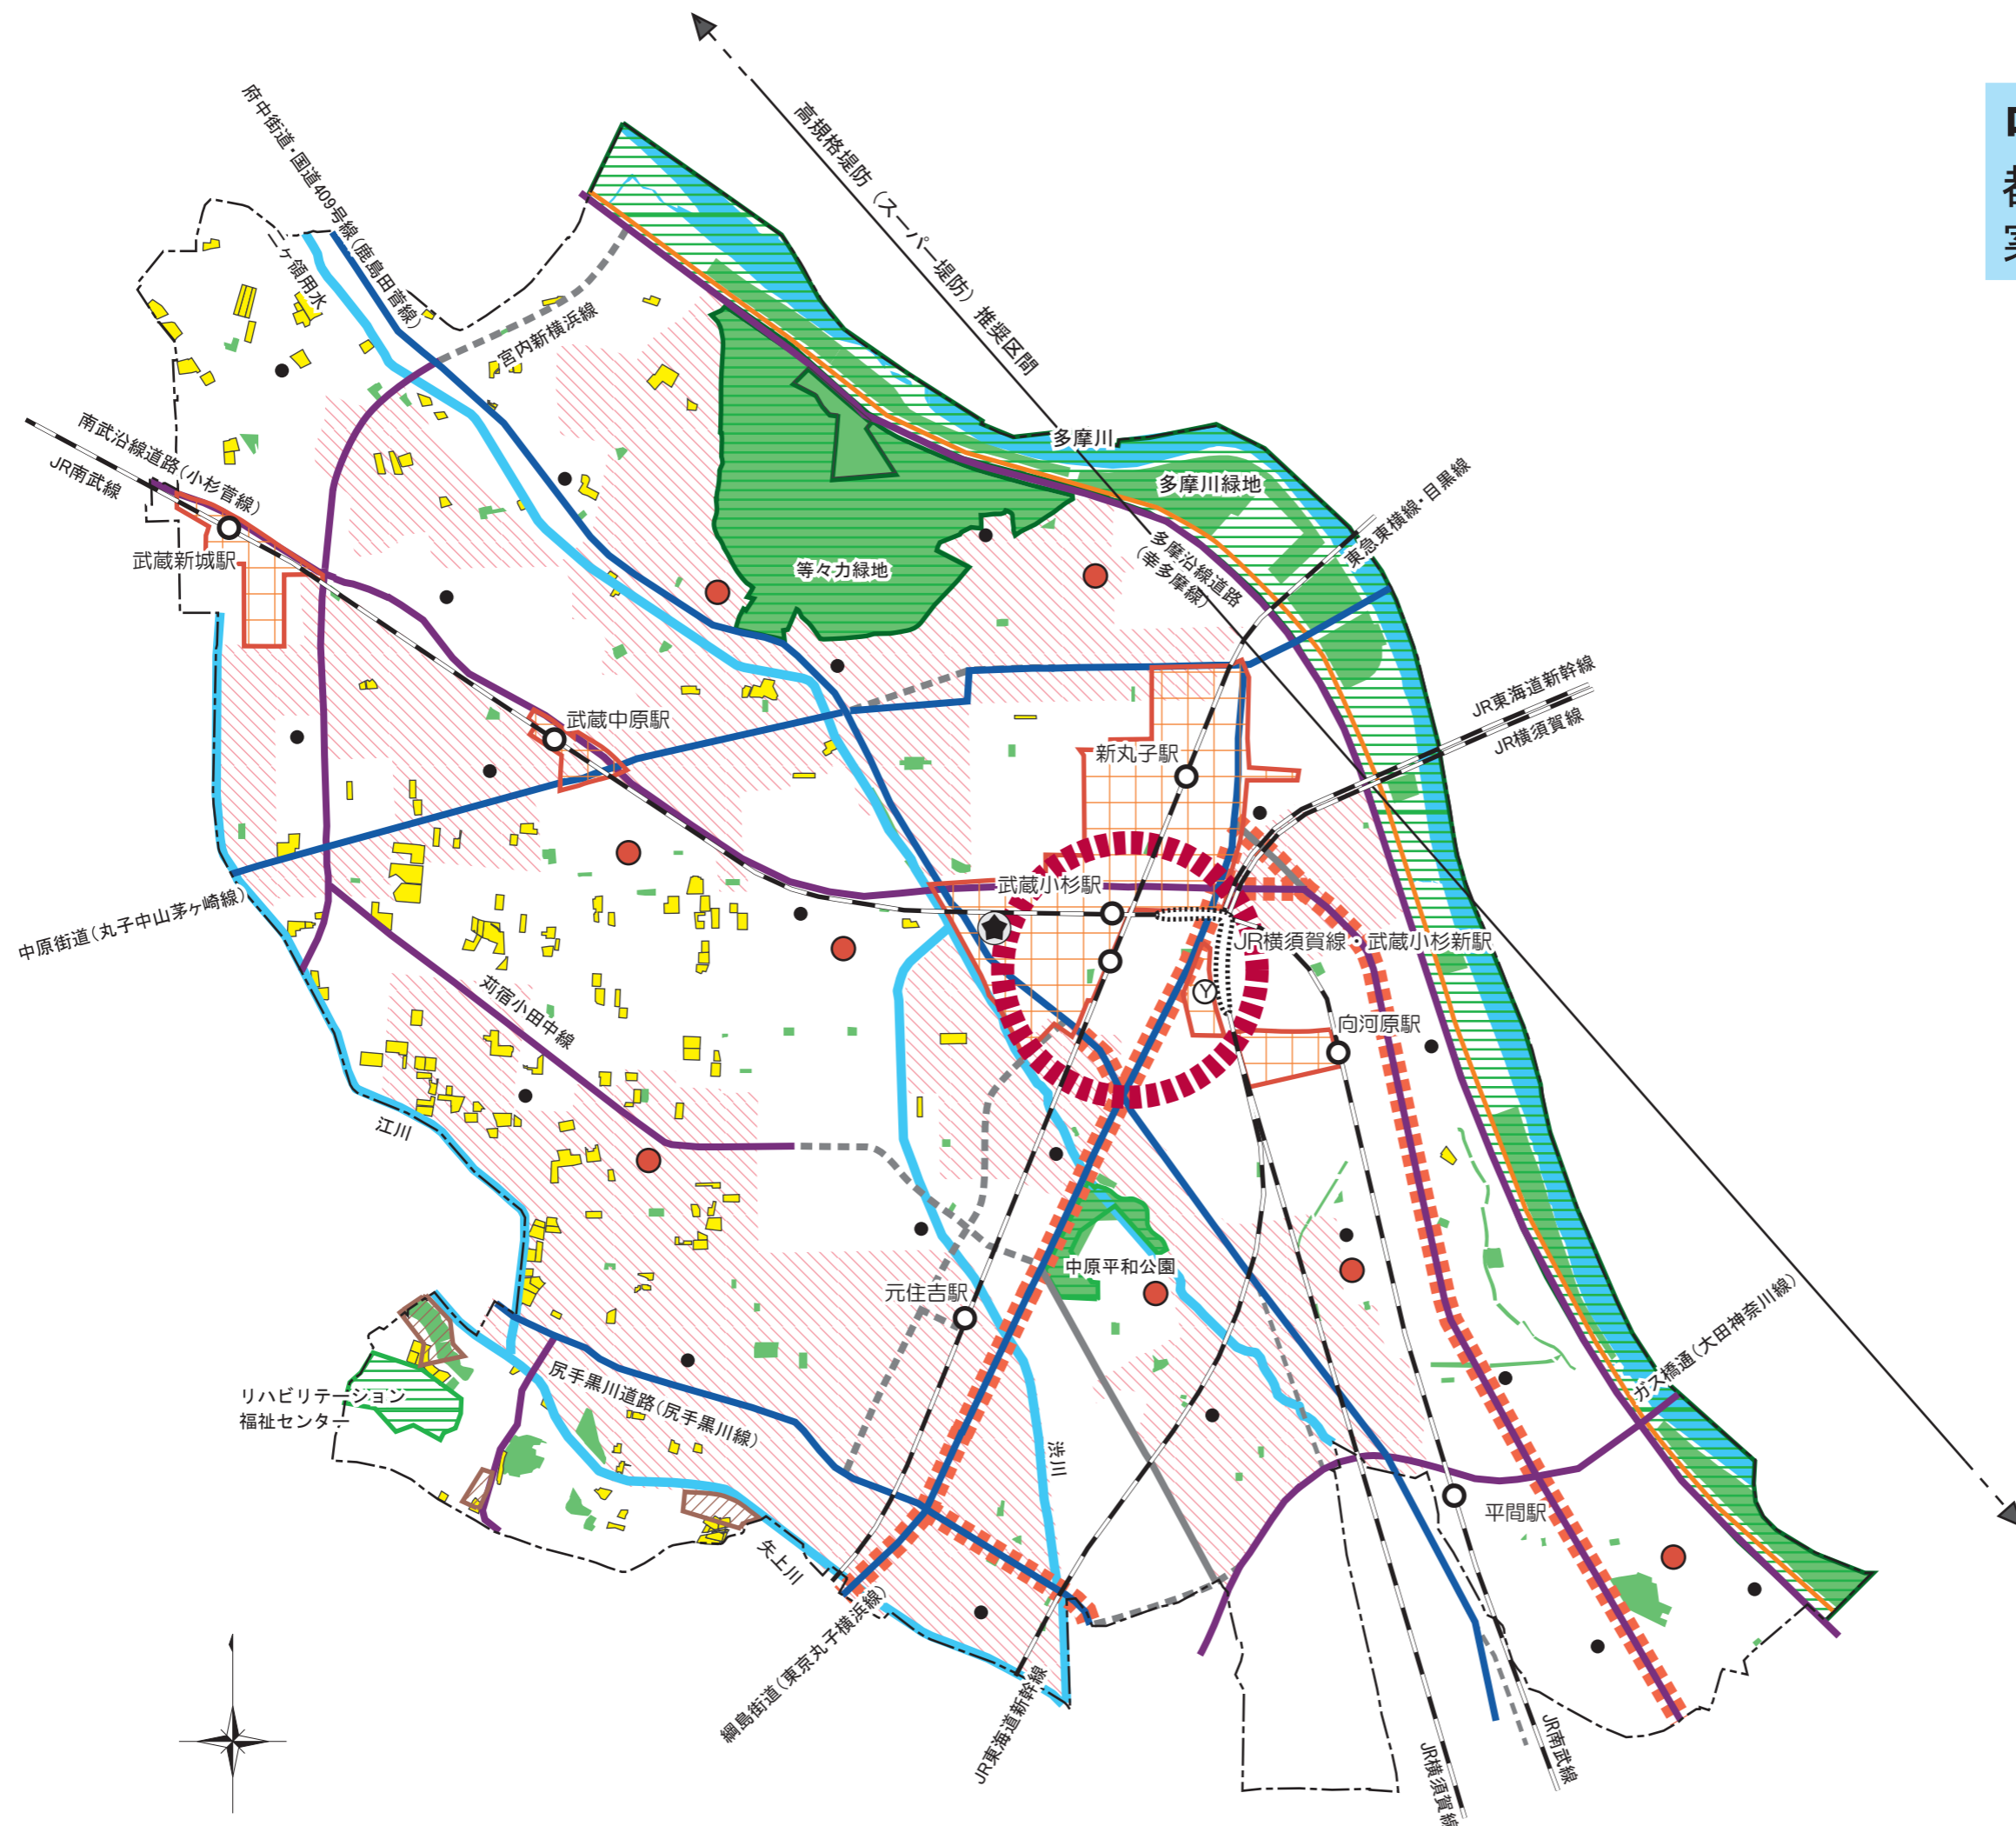 高規格堤防（スーパー堤防）推奨区間
府中街道・国道409号線（鹿島田菅線）
二ヶ領用水
宮内新横浜線
南武沿線道路（小杉菅線）
JR南武線
武蔵新城駅
多摩川
多摩川緑地
東急東横線・目黒線
多摩沿線道路
（幸多摩線）
等々力緑地
武蔵中原駅
新丸子駅
JR東海道新幹線
JR横須賀線
武蔵小杉駅
中原街道（丸子中山茅ヶ崎線）
JR横須賀線・武蔵小杉新駅
Y
苅宿小田中線
向河原駅
江川
中原平和公園
元住吉駅
ガス橋通（大田神奈川線）
リハビリテーション
福祉センター
尻手黒川道路（尻手黒川線）
渋川
平間駅
矢上川
綱島街道（東京丸子横浜線）
JR東海道新幹線
JR南武線
JR横須賀線